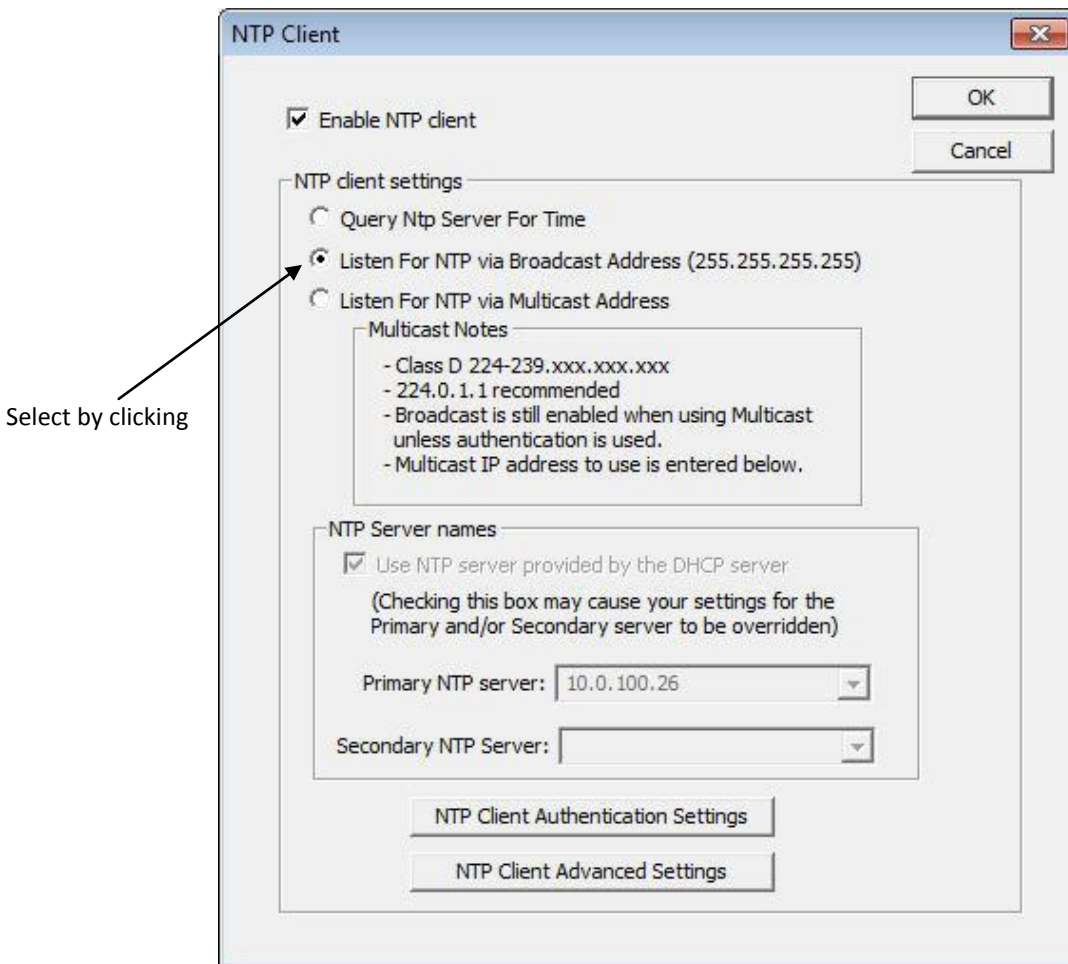 NTP Client
OK
Enable NTP client
Cancel
NTP client settings
Query Ntp Server For Time
Listen For NTP via Broadcast Address (255.255.255.255)
Listen For NTP via Multicast Address
Multicast Notes
- Class D 224-239.xxx.xxx.xxx
- 224.0.1.1 recommended
- Broadcast is still enabled when using Multicast
unless authentication is used.
- Multicast IP address to use is entered below.
Select by clicking
NTP Server names
Use NTP server provided by the DHCP server
(Checking this box may cause your settings for the
Primary and/or Secondary server to be overridden)
Primary NTP server: 10.0.100.26
Secondary NTP Server:
NTP Client Authentication Settings
NTP Client Advanced Settings